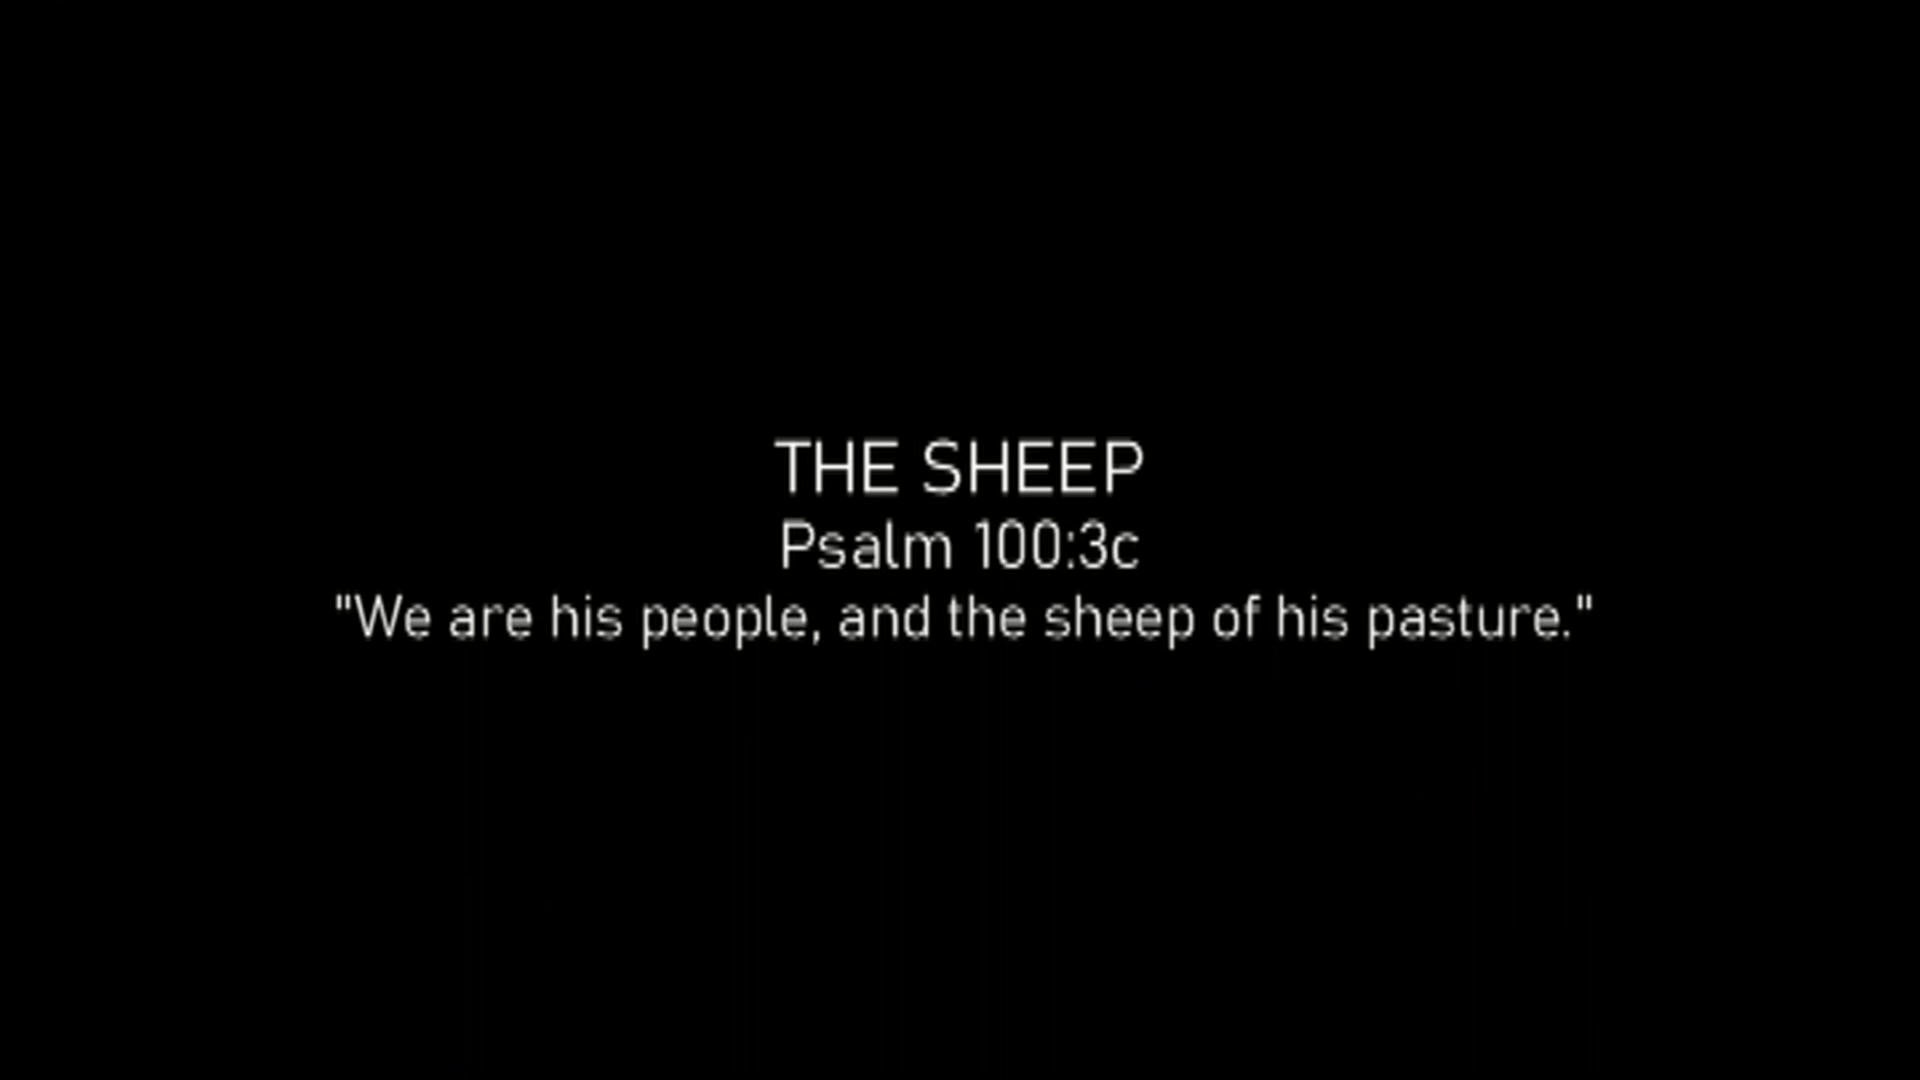 THE SHEEP
Psalm 100:3c
"We are his people, and the sheep of his pasture."